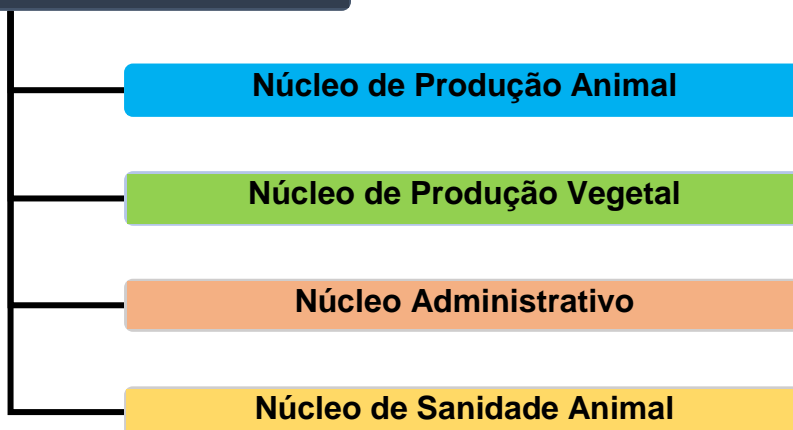 Núcleo de Produção Animal
Núcleo de Produção Vegetal
Núcleo Administrativo
Núcleo de Sanidade Animal